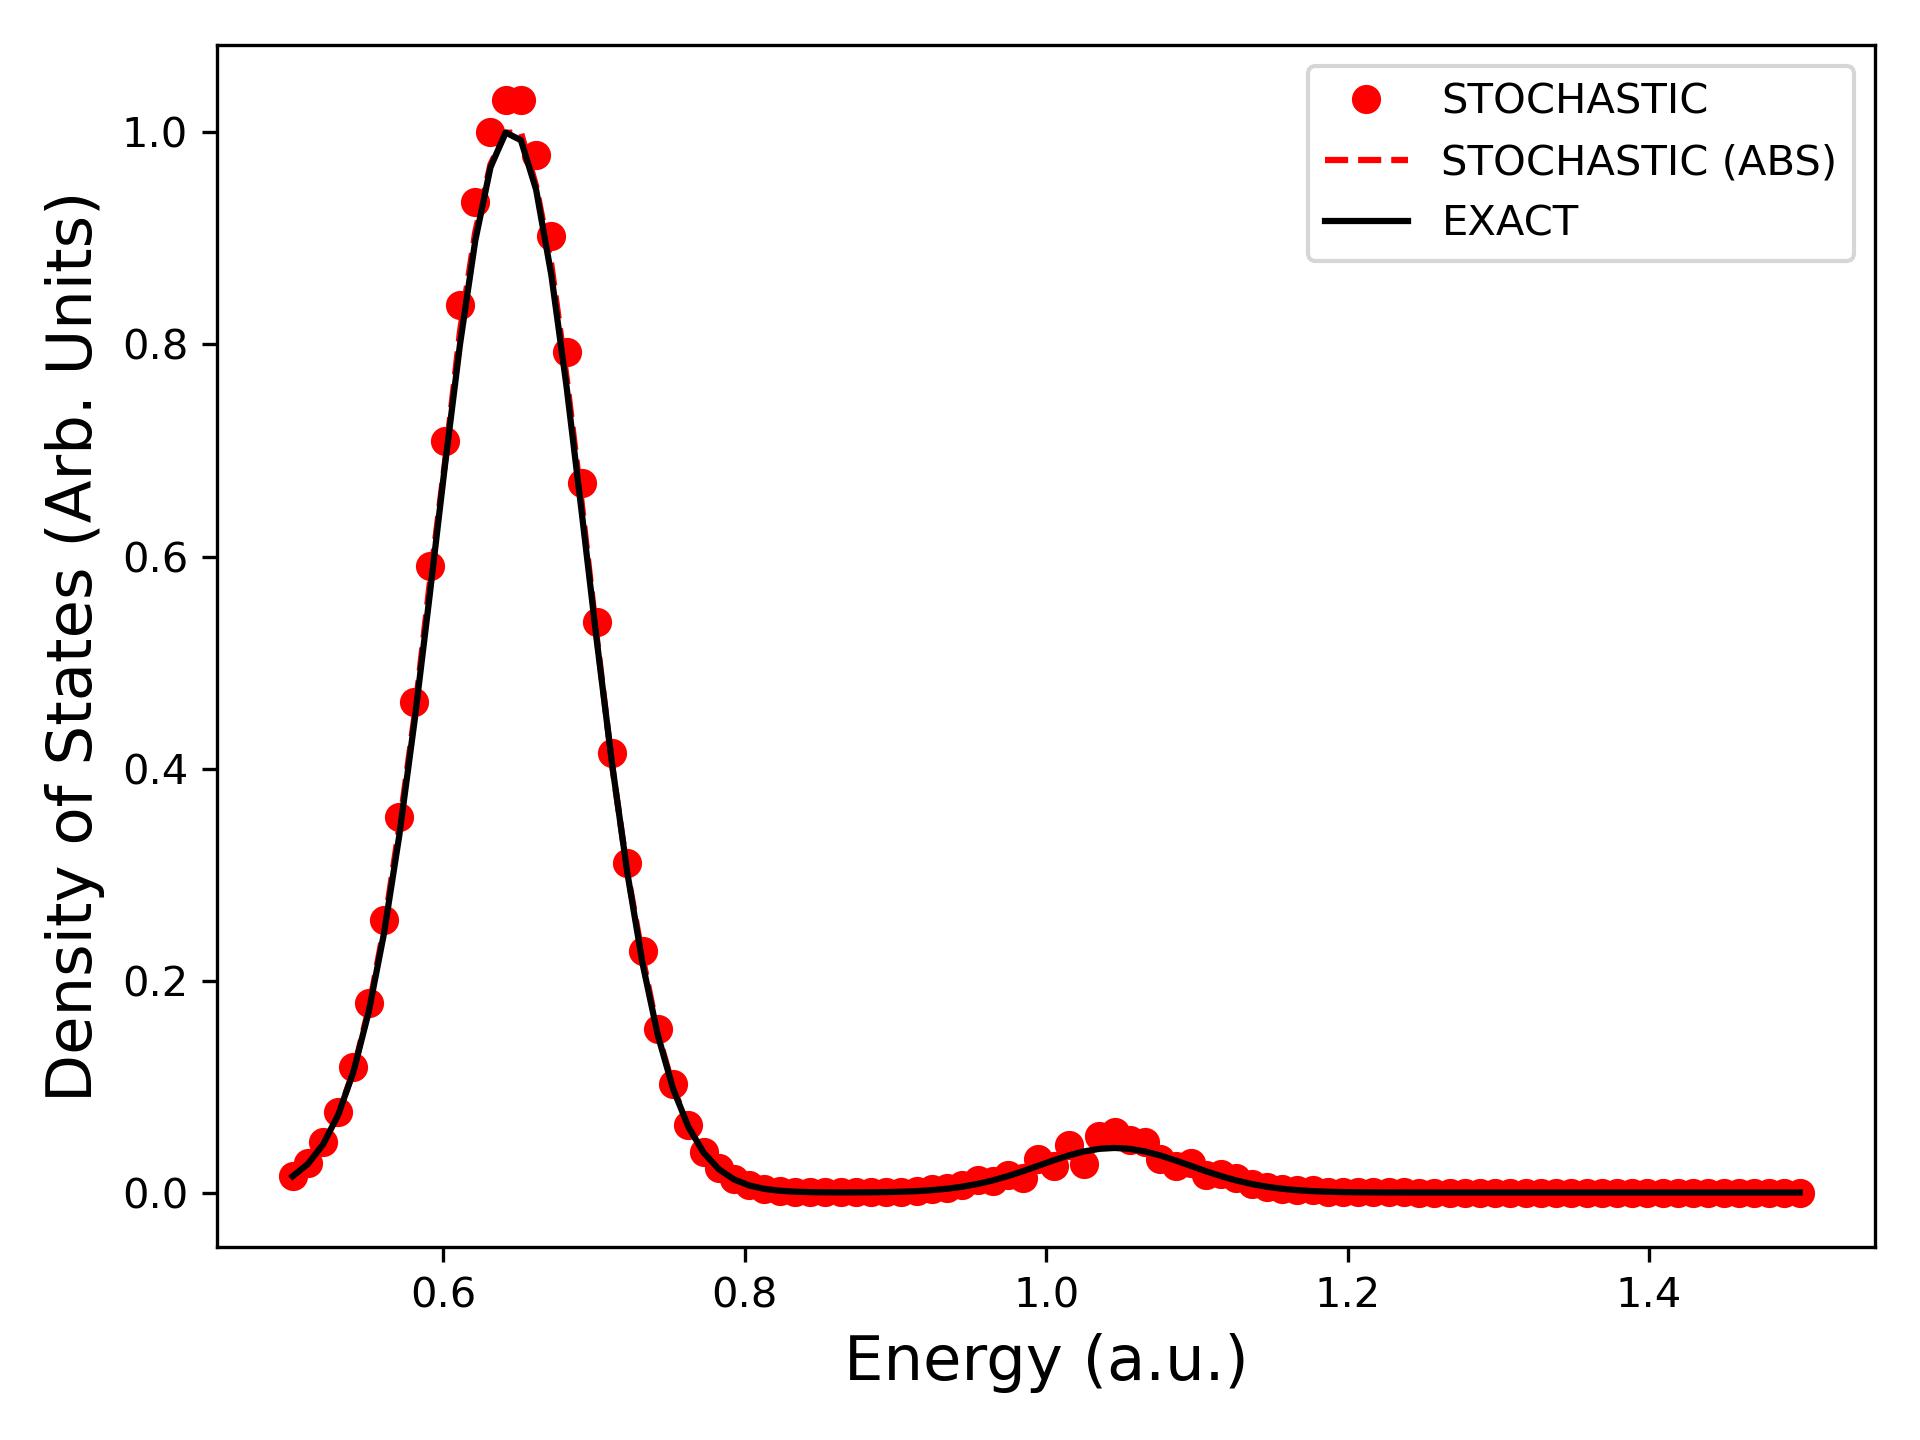 STOCHASTIC
STOCHASTIC (ABS)
EXACT
Density of States (Arb. Units)
1.0
0.8
0.6
0.4
0.2
0.0
0.6 0.8 1.0 1.2 1.4
Energy (a.u.)